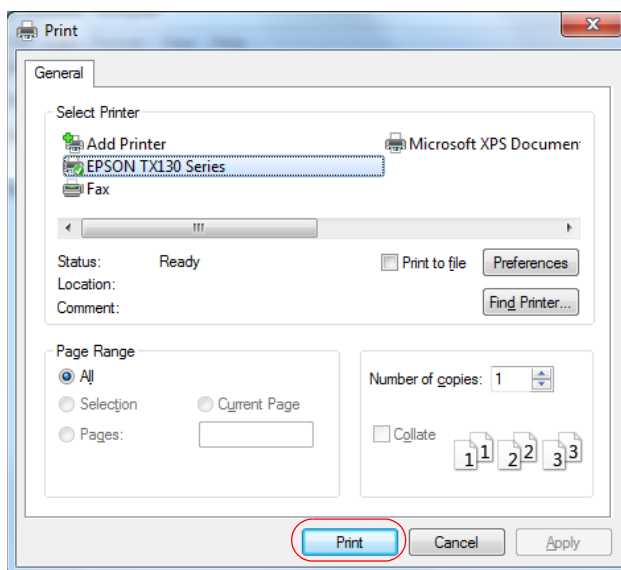 Print
General
Select Printer
Add Printer
Microsoft XPS Documen
EPSON TX130 Series
Fax
Status: Ready
Print to file
Preferences
Location:
Comment:
Find Printer...
Page Range
All
Selection
Current Page
Pages:
Number of copies: 1
Collate
1 1 2 2 3 3
Print
Cancel
Apply